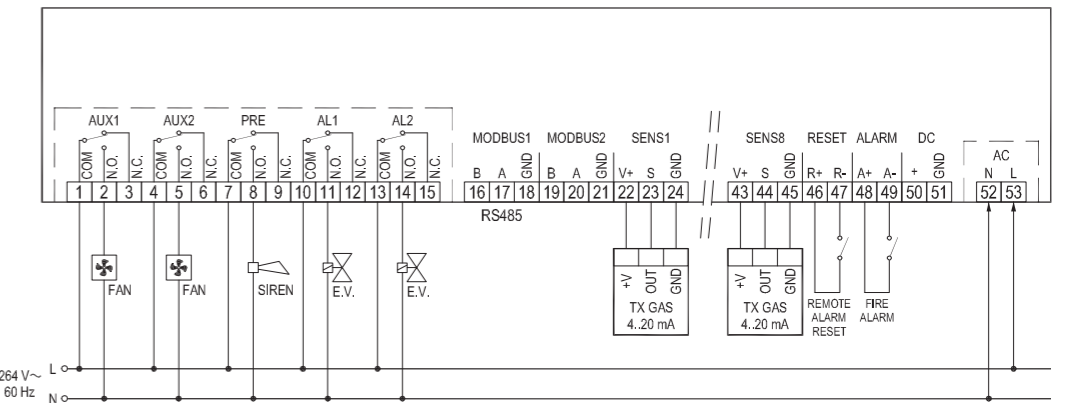 AUX1 AUX2 PRE AL1 AL2
COM N.O. N.C. COM N.O. N.C. COM N.O. N.C. COM N.O. N.C. COM N.O. N.C.
MODBUS1 MODBUS2 SENS1 SENS8 RESET ALARM DC AC
B A GND B A GND V+ S GND V+ S GND R+ R- A+ A- + GND N L
1 2 3 4 5 6 7 8 9 10 11 12 13 14 15 16 17 18 19 20 21 22 23 24 43 44 45 46 47 48 49 50 51 52 53
RS485
FAN FAN SIREN E.V. E.V.
+V OUT GND
TX GAS
4..20 mA
+V OUT GND
TX GAS
4..20 mA
REMOTE
ALARM
RESET
FIRE
ALARM
264 V~ L
60 Hz N